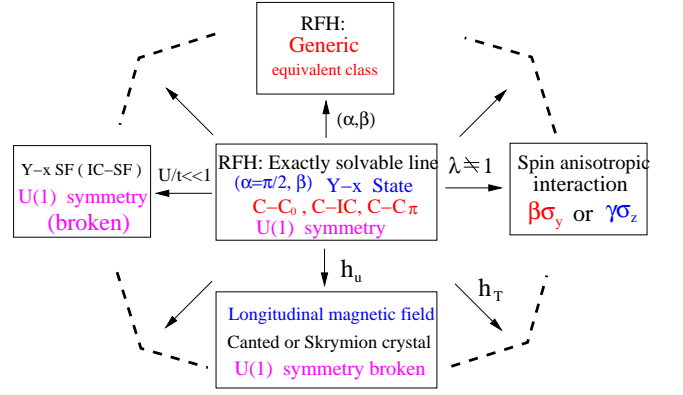 RFH:
Generic
equivalent class
(α,β)
Y−x SF ( IC−SF )
U(1) symmetry
(broken)
U/t<<1
RFH: Exactly solvable line
(α=π/2, β) Y−x State
C−C₀ , C−IC, C−Cπ
U(1) symmetry
λ≒1
Spin anisotropic
interaction
βσy or γσz
hu
hT
Longitudinal magnetic field
Canted or Skrymion crystal
U(1) symmetry broken